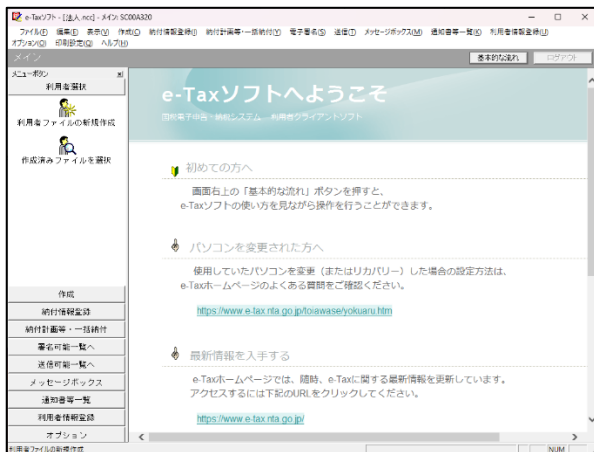 e-Taxソフト - [法人.ncc] - メイン: SC00A320
ファイル(F) 編集(E) 表示(V) 作成(C) 納付情報登録(I) 納付計画等・一括納付(Y) 電子署名(S) 送信(T) メッセージボックス(M) 通知書等一覧(K) 利用者情報登録(U)
オプション(O) 印刷設定(Q) ヘルプ(H)
メイン
基本的な流れ
ログアウト
メニューボタン
利用者選択
利用者ファイルの新規作成
作成済みファイルを選択
作成
納付情報登録
納付計画等・一括納付
署名可能一覧へ
送信可能一覧へ
メッセージボックス
通知書等一覧
利用者情報登録
オプション
e-Taxソフトへようこそ
国税電子申告・納税システム 利用者クライアントソフト
初めての方へ
画面右上の「基本的な流れ」ボタンを押すと、
e-Taxソフトの使い方を見ながら操作を行うことができます。
パソコンを変更された方へ
使用していたパソコンを変更（またはリカバリー）した場合の設定方法は、
e-Taxホームページのよくある質問をご確認ください。
https://www.e-tax.nta.go.jp/toiawase/yokuaru.htm
最新情報を入手する
e-Taxホームページでは、随時、e-Taxに関する最新情報を更新しています。
アクセスするには下記のURLをクリックしてください。
https://www.e-tax.nta.go.jp/
利用者ファイルの新規作成
NUM